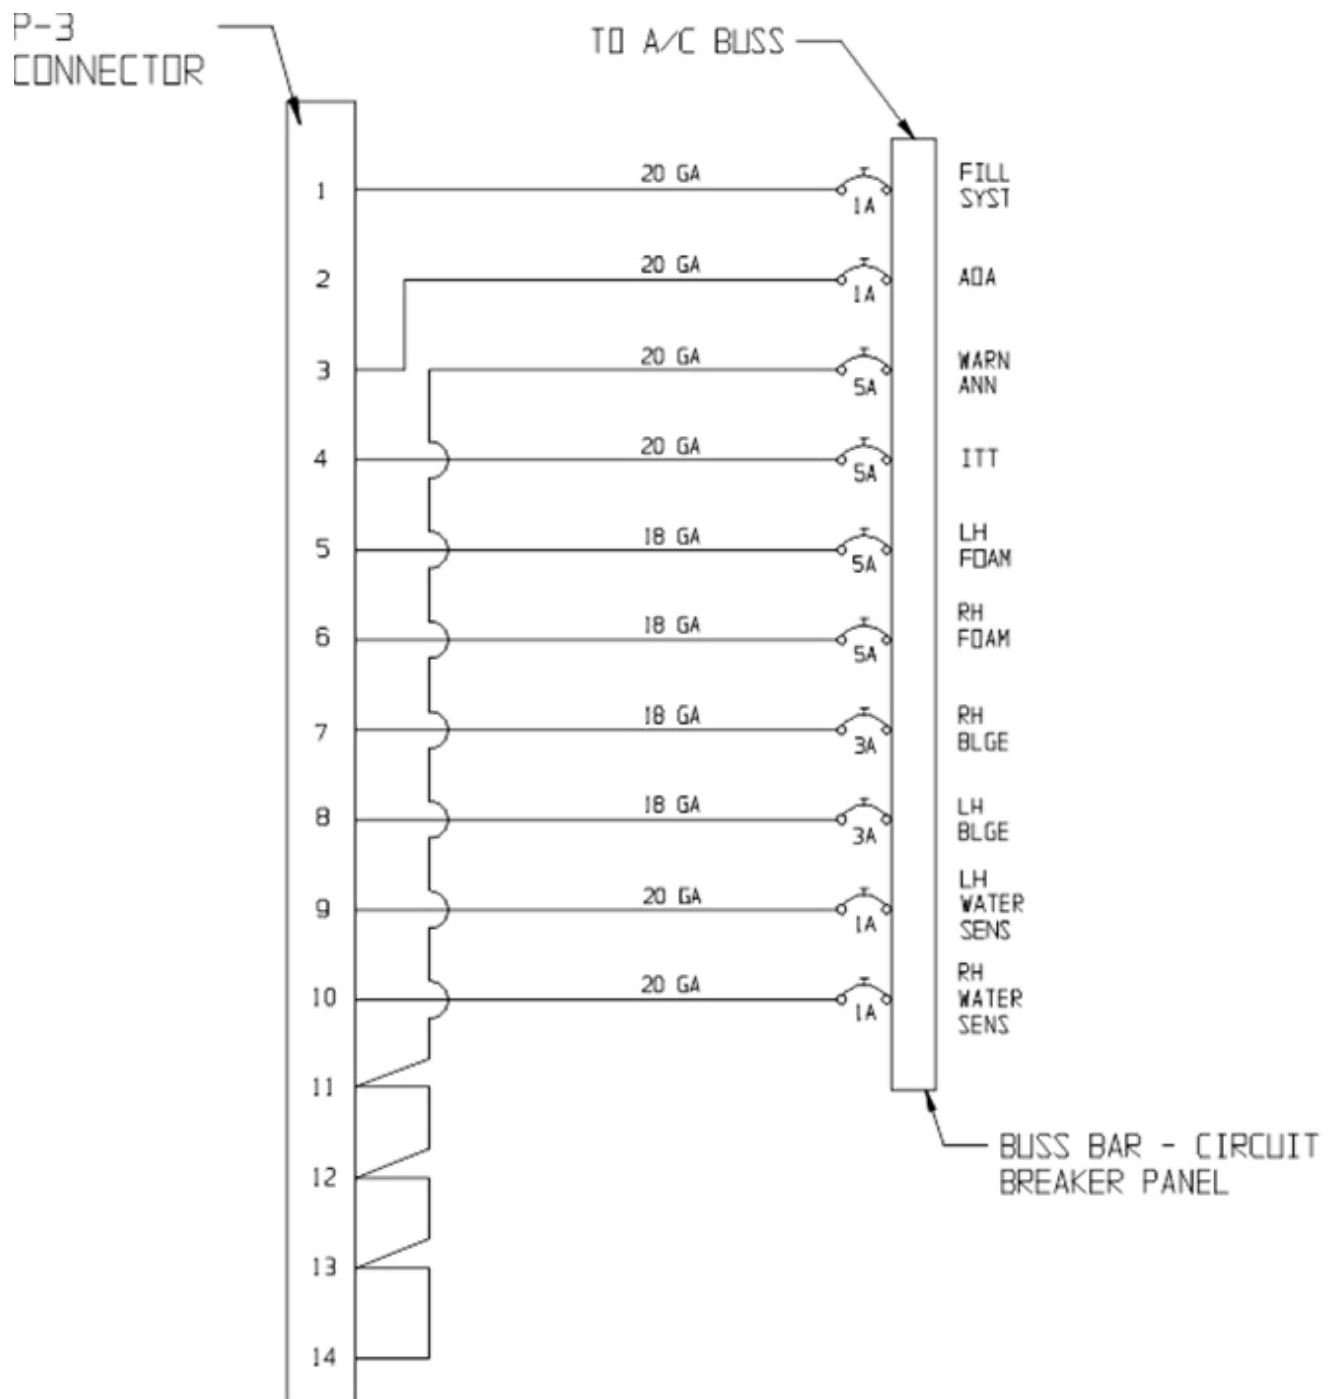 P-3
CONNECTOR
TO A/C BUSS
1
20 GA
1A
FILL
SYST
2
20 GA
1A
AOA
3
20 GA
5A
WARN
ANN
4
20 GA
5A
ITT
5
18 GA
5A
LH
FOAM
6
18 GA
5A
RH
FOAM
7
18 GA
3A
RH
BLGE
8
18 GA
3A
LH
BLGE
9
20 GA
1A
LH
WATER
SENS
10
20 GA
1A
RH
WATER
SENS
11
12
13
14
BUSS BAR - CIRCUIT
BREAKER PANEL